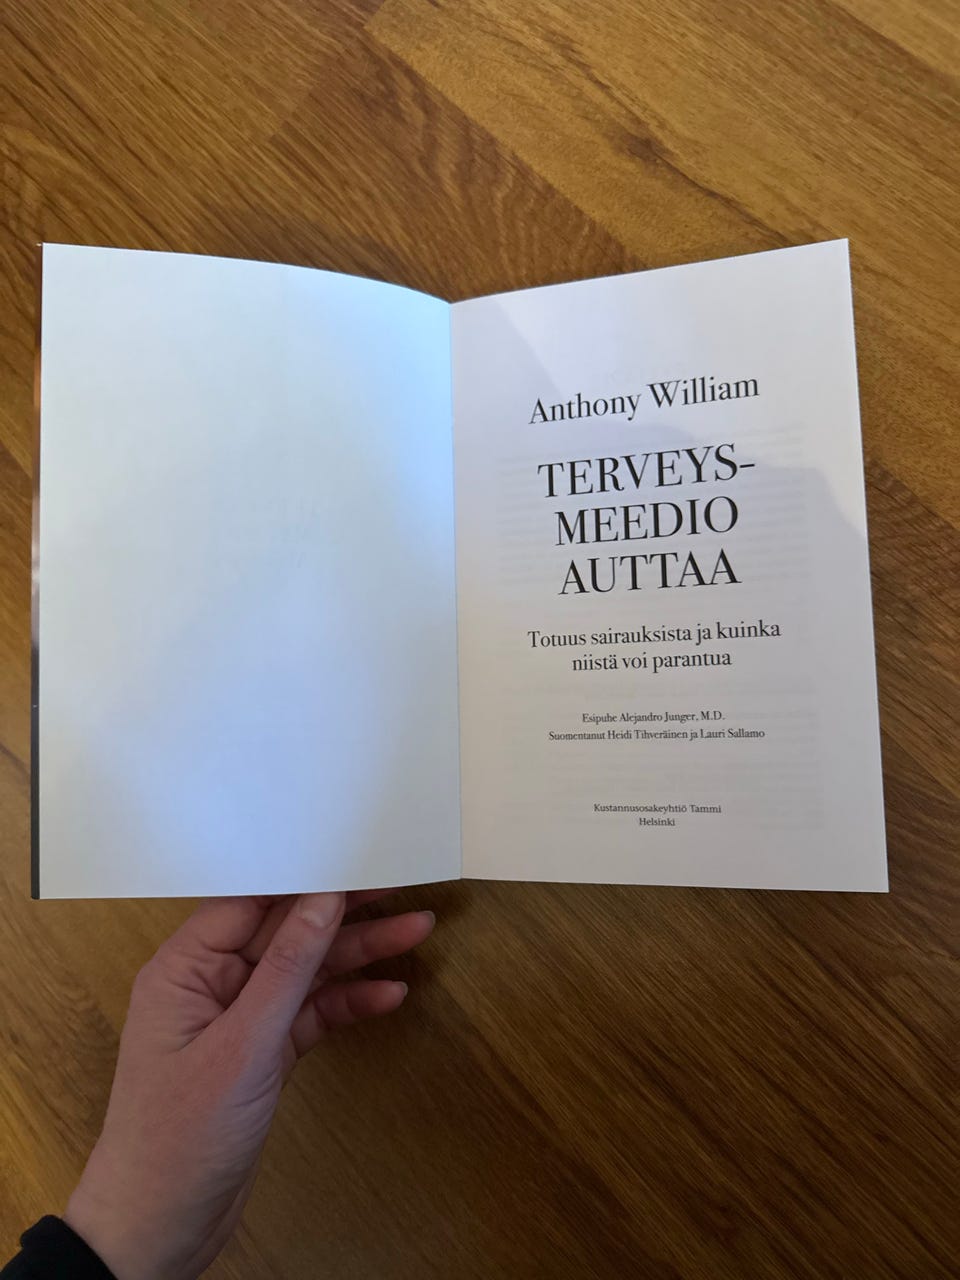 Anthony William
TERVEYS-
MEEDIO
AUTTAA
Totuus sairauksista ja kuinka
niistä voi parantua
Esipuhe Alejandro Junger, M.D.
Suomentanut Heidi Tihveräinen ja Lauri Sallamo
Kustannusosakeyhtiö Tammi
Helsinki